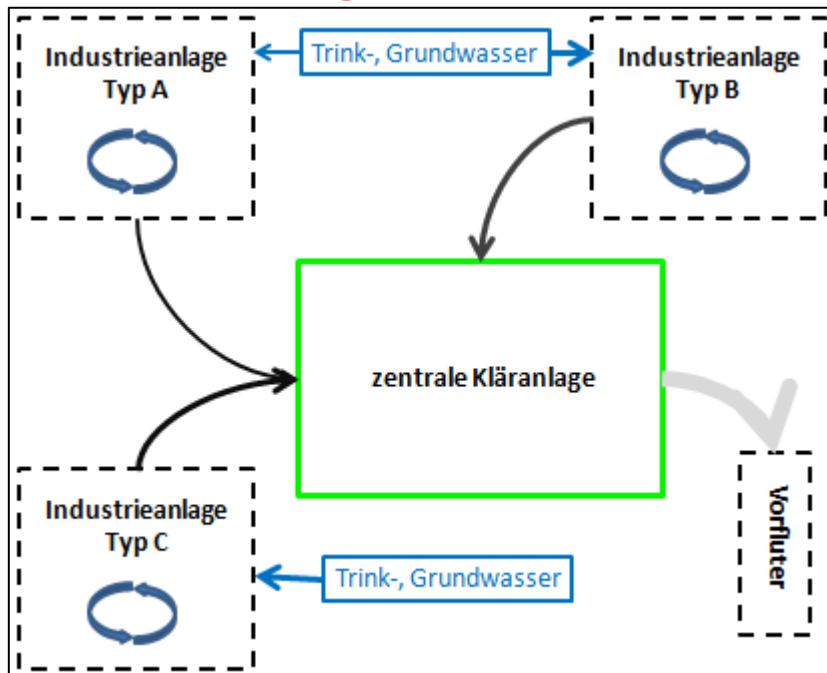 Industrieanlage
Typ A
Trink-, Grundwasser
Industrieanlage
Typ B
zentrale Kläranlage
Industrieanlage
Typ C
Trink-, Grundwasser
Vorfluter